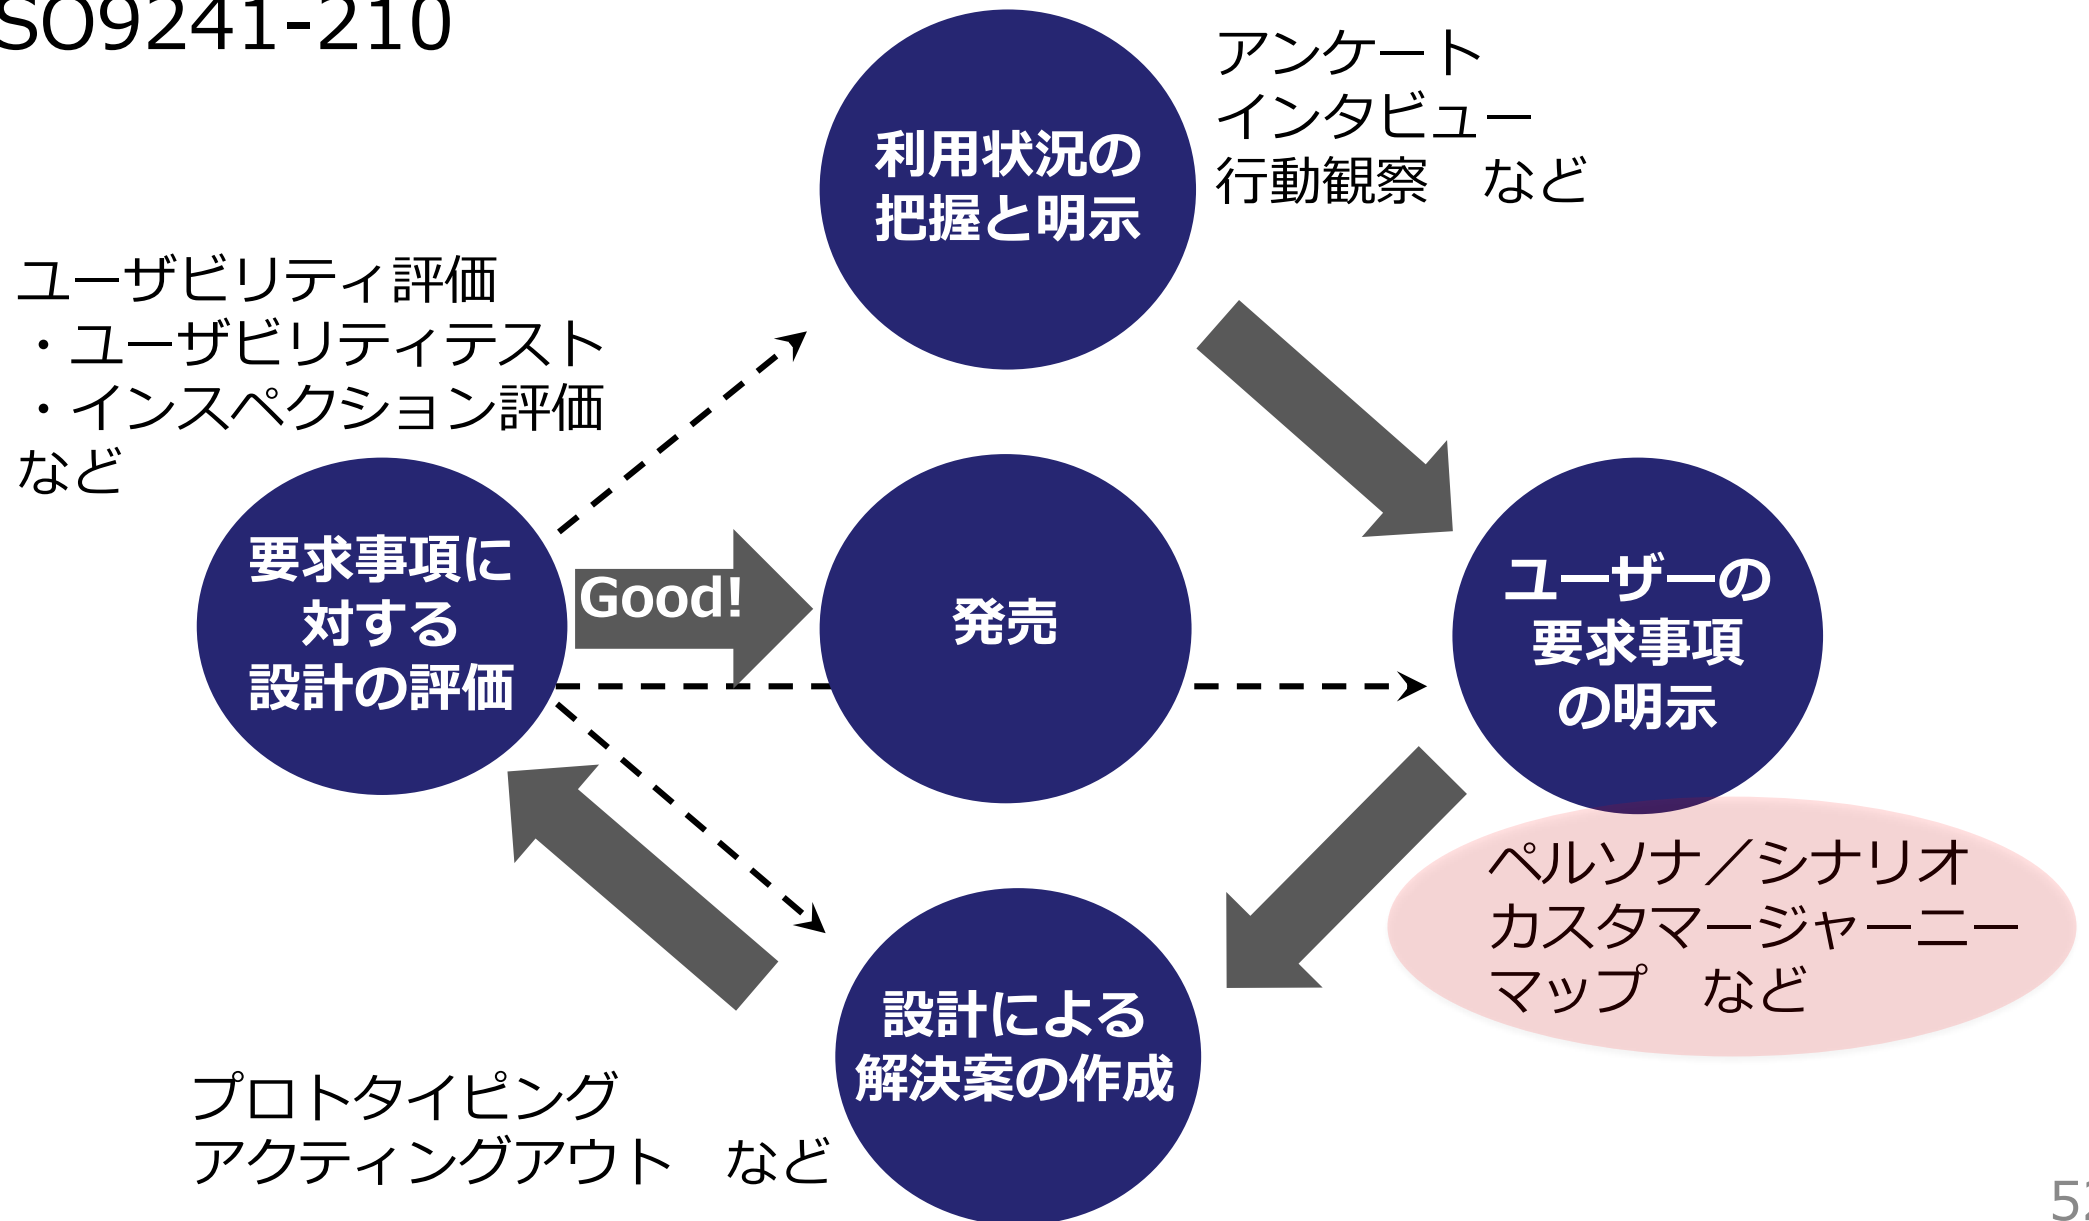 SO9241-210
利用状況の
把握と明示
アンケート
インタビュー
行動観察　など
ユーザビリティ評価
・ユーザビリティテスト
・インスペクション評価
など
要求事項に
対する
設計の評価
Good!
発売
ユーザーの
要求事項
の明示
ペルソナ／シナリオ
カスタマージャーニー
マップ　など
設計による
解決案の作成
プロトタイピング
アクティングアウト　など